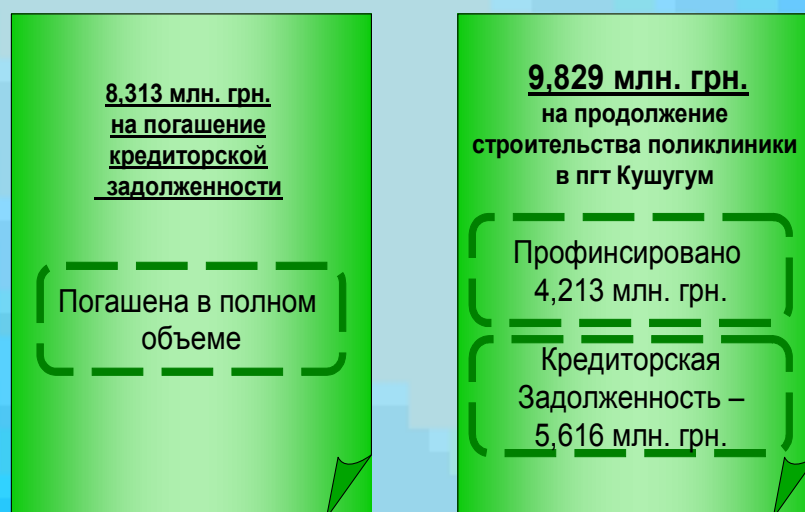 8,313 млн. грн.
на погашение
кредиторской
задолженности
Погашена в полном
объеме
9,829 млн. грн.
на продолжение
строительства поликлиники
в пгт Кушугум
Профинсировано
4,213 млн. грн.
Кредиторская
Задолженность –
5,616 млн. грн.